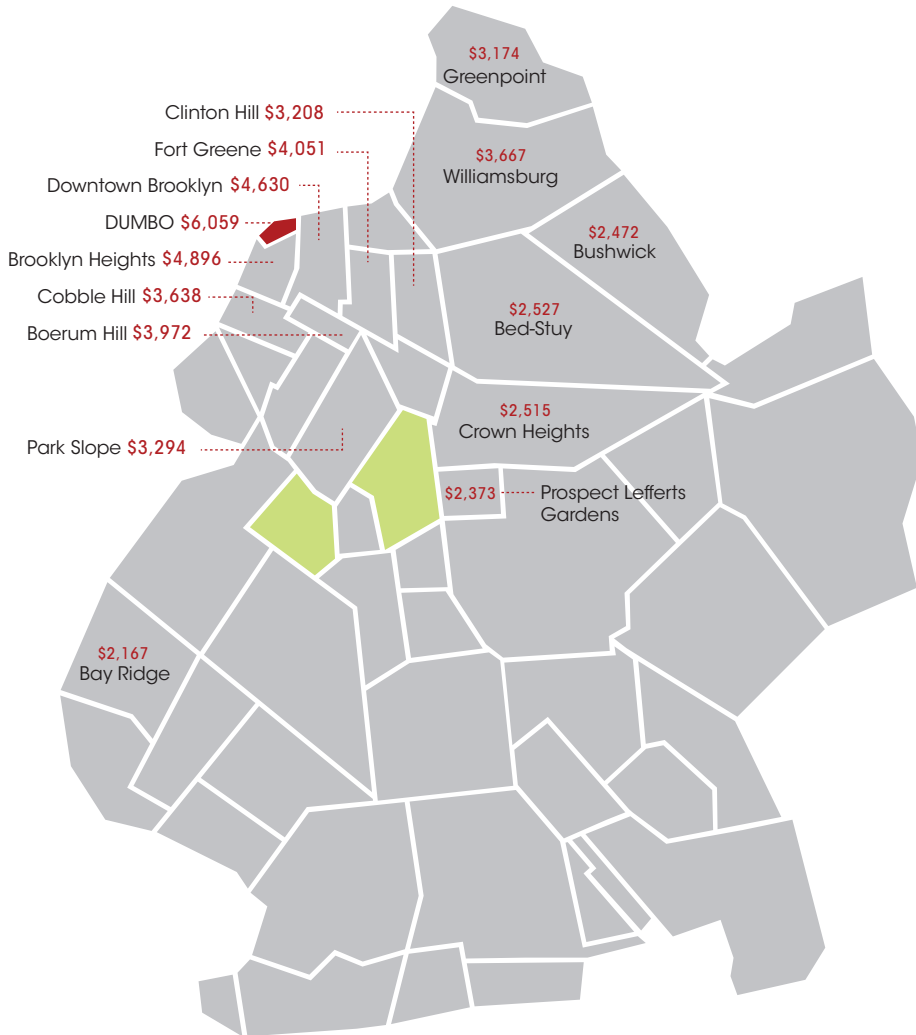 $3,174
Greenpoint
Clinton Hill $3,208
Fort Greene $4,051
$3,667
Williamsburg
Downtown Brooklyn $4,630
DUMBO $6,059
$2,472
Bushwick
Brooklyn Heights $4,896
Cobble Hill $3,638
$2,527
Bed-Stuy
Boerum Hill $3,972
$2,515
Crown Heights
Park Slope $3,294
$2,373 Prospect Lefferts
Gardens
$2,167
Bay Ridge